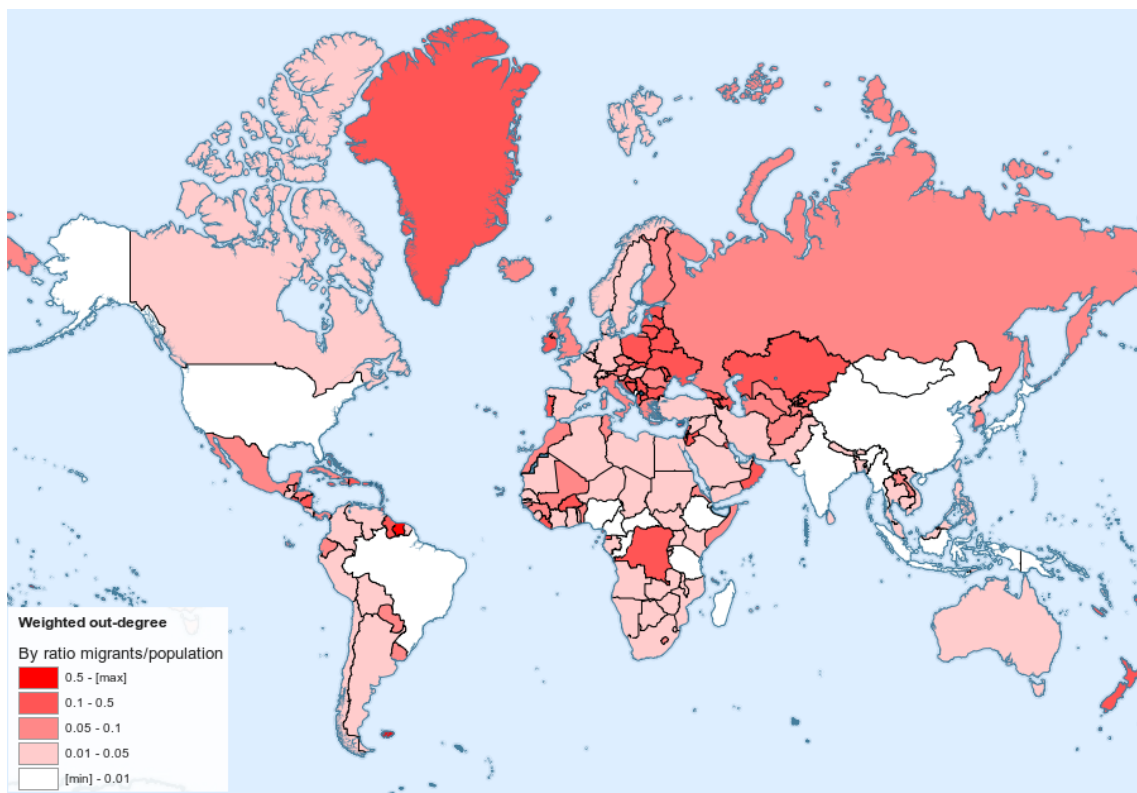 Weighted out-degree
By ratio migrants/population
0.5 - [max]
0.1 - 0.5
0.05 - 0.1
0.01 - 0.05
[min] - 0.01